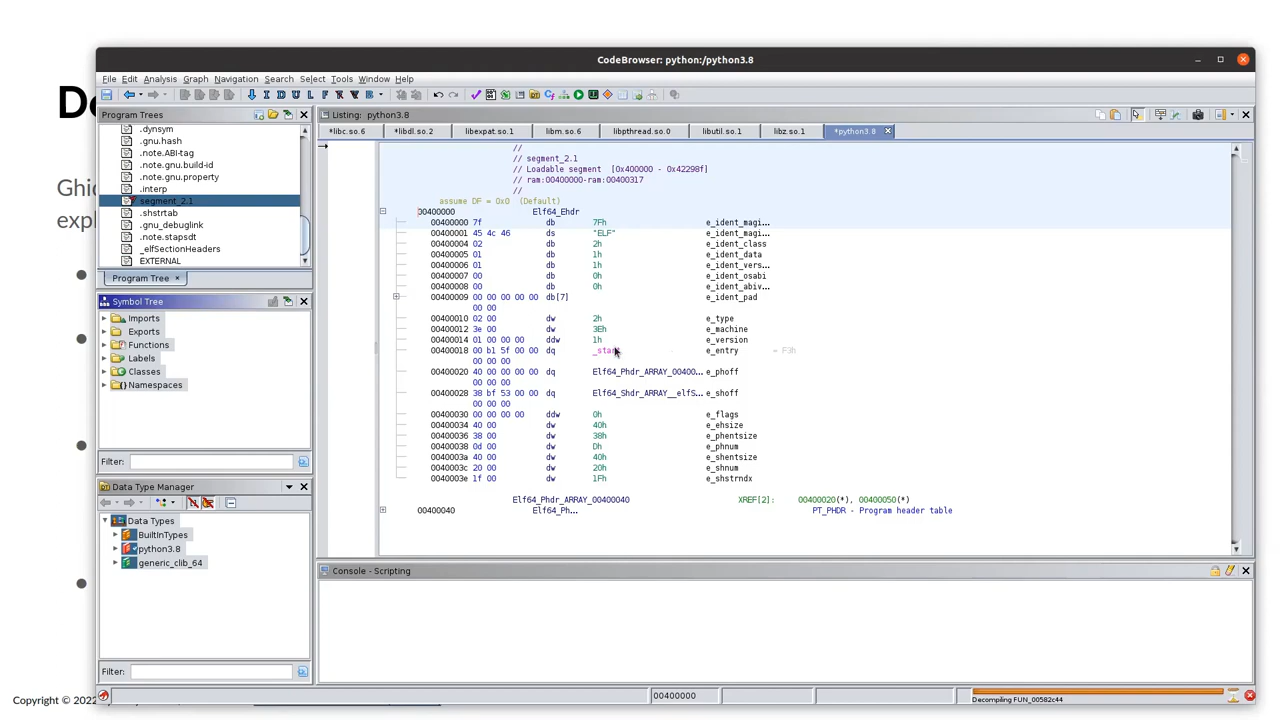 De
Ghid
expl
Copyright © 2022
CodeBrowser: python:/python3.8
File Edit Analysis Graph Navigation Search Select Tools Window Help
Program Trees
.dynsym
.gnu.hash
.note.ABI-tag
.note.gnu.build-id
.note.gnu.property
.interp
segment_2.1
.shstrtab
.gnu_debuglink
.note.stapsdt
_elfSectionHeaders
EXTERNAL
Program Tree ×
Symbol Tree
Imports
Exports
Functions
Labels
Classes
Namespaces
Filter:
Data Type Manager
Data Types
BuiltInTypes
python3.8
generic_clib_64
Filter:
Listing: python3.8
*libc.so.6 *libdl.so.2 libexpat.so.1 libm.so.6 libpthread.so.0 libutil.so.1 libz.so.1 *python3.8
//
// segment_2.1
// Loadable segment [0x400000 - 0x42298f]
// ram:00400000-ram:00400317
//
assume DF = 0x0 (Default)
00400000 Elf64_Ehdr
00400000 7f db 7Fh e_ident_magi...
00400001 45 4c 46 ds "ELF" e_ident_magi...
00400004 02 db 2h e_ident_class
00400005 01 db 1h e_ident_data
00400006 01 db 1h e_ident_vers...
00400007 00 db 0h e_ident_osabi
00400008 00 db 0h e_ident_abiv...
00400009 00 00 00 00 00 db[7] e_ident_pad
00 00
00400010 02 00 dw 2h e_type
00400012 3e 00 dw 3Eh e_machine
00400014 01 00 00 00 ddw 1h e_version
00400018 00 b1 5f 00 00 dq _start e_entry = F3h
00 00 00
00400020 40 00 00 00 00 dq Elf64_Phdr_ARRAY_00400... e_phoff
00 00 00
00400028 38 bf 53 00 00 dq Elf64_Shdr_ARRAY__elfS... e_shoff
00 00 00
00400030 00 00 00 00 ddw 0h e_flags
00400034 40 00 dw 40h e_ehsize
00400036 38 00 dw 38h e_phentsize
00400038 0d 00 dw Dh e_phnum
0040003a 40 00 dw 40h e_shentsize
0040003c 20 00 dw 20h e_shnum
0040003e 1f 00 dw 1Fh e_shstrndx
Elf64_Phdr_ARRAY_00400040 XREF[2]: 00400020(*), 00400050(*)
00400040 Elf64_Ph... PT_PHDR - Program header table
Console - Scripting
00400000
Decompiling FUN_00582c44